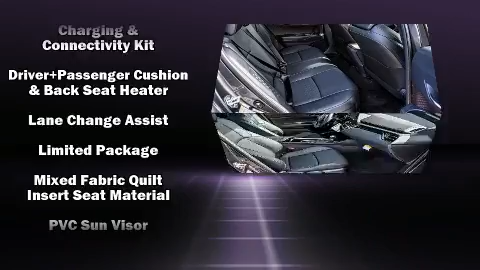 Charging &
Connectivity Kit
Driver+Passenger Cushion
& Back Seat Heater
Lane Change Assist
Limited Package
Mixed Fabric Quilt
Insert Seat Material
PVC Sun Visor